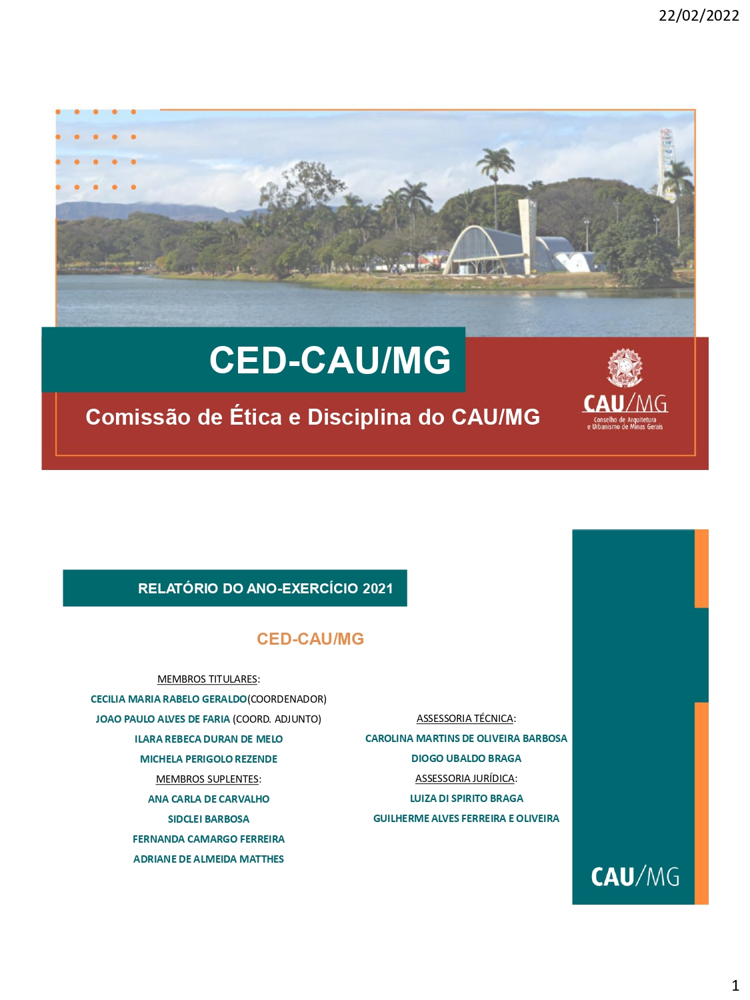 22/02/2022
CED-CAU/MG
Comissão de Ética e Disciplina do CAU/MG
CAU/MG
Conselho de Arquitetura
e Urbanismo de Minas Gerais
RELATÓRIO DO ANO-EXERCÍCIO 2021
CED-CAU/MG
MEMBROS TITULARES:
CECILIA MARIA RABELO GERALDO(COORDENADOR)
JOAO PAULO ALVES DE FARIA (COORD. ADJUNTO)
ILARA REBECA DURAN DE MELO
MICHELA PERIGOLO REZENDE
MEMBROS SUPLENTES:
ANA CARLA DE CARVALHO
SIDCLEI BARBOSA
FERNANDA CAMARGO FERREIRA
ADRIANE DE ALMEIDA MATTHES
ASSESSORIA TÉCNICA:
CAROLINA MARTINS DE OLIVEIRA BARBOSA
DIOGO UBALDO BRAGA
ASSESSORIA JURÍDICA:
LUIZA DI SPIRITO BRAGA
GUILHERME ALVES FERREIRA E OLIVEIRA
CAU/MG
1